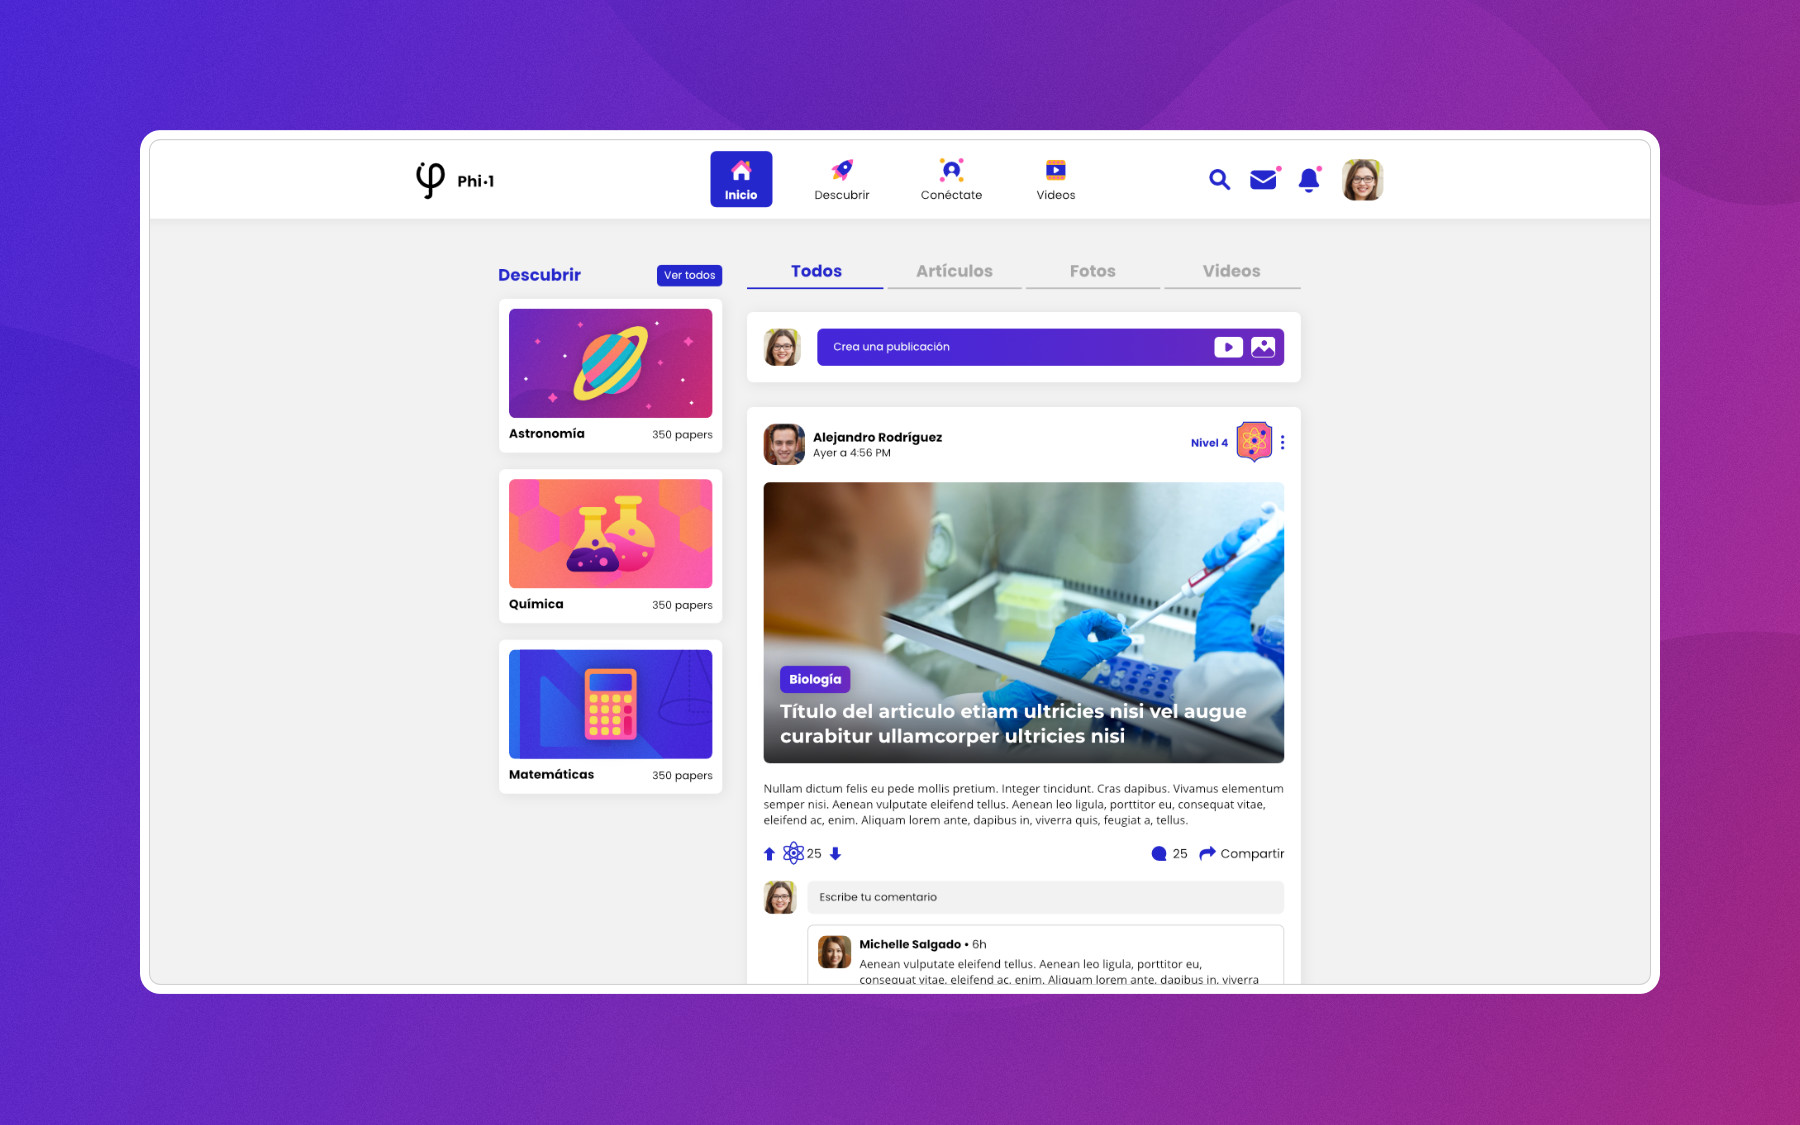 Phi·1
Inicio
Descubrir
Conéctate
Videos
Descubrir
Ver todos
Astronomía
350 papers
Química
350 papers
Matemáticas
350 papers
Todos
Artículos
Fotos
Videos
Crea una publicación
Alejandro Rodríguez
Ayer a 4:56 PM
Nivel 4
Biología
Título del articulo etiam ultricies nisi vel augue
curabitur ullamcorper ultricies nisi
Nullam dictum felis eu pede mollis pretium. Integer tincidunt. Cras dapibus. Vivamus elementum
semper nisi. Aenean vulputate eleifend tellus. Aenean leo ligula, porttitor eu, consequat vitae,
eleifend ac, enim. Aliquam lorem ante, dapibus in, viverra quis, feugiat a, tellus.
25
25
Compartir
Escribe tu comentario
Michelle Salgado • 6h
Aenean vulputate eleifend tellus. Aenean leo ligula, porttitor eu,
consequat vitae, eleifend ac, enim. Aliquam lorem ante, dapibus in, viverra